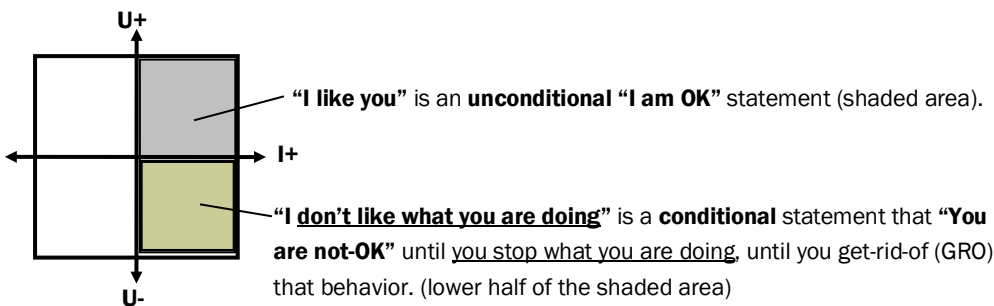 U+
“I like you” is an unconditional “I am OK” statement (shaded area).
I+
“I don’t like what you are doing” is a conditional statement that “You
are not-OK” until you stop what you are doing, until you get-rid-of (GRO)
that behavior. (lower half of the shaded area)
U-